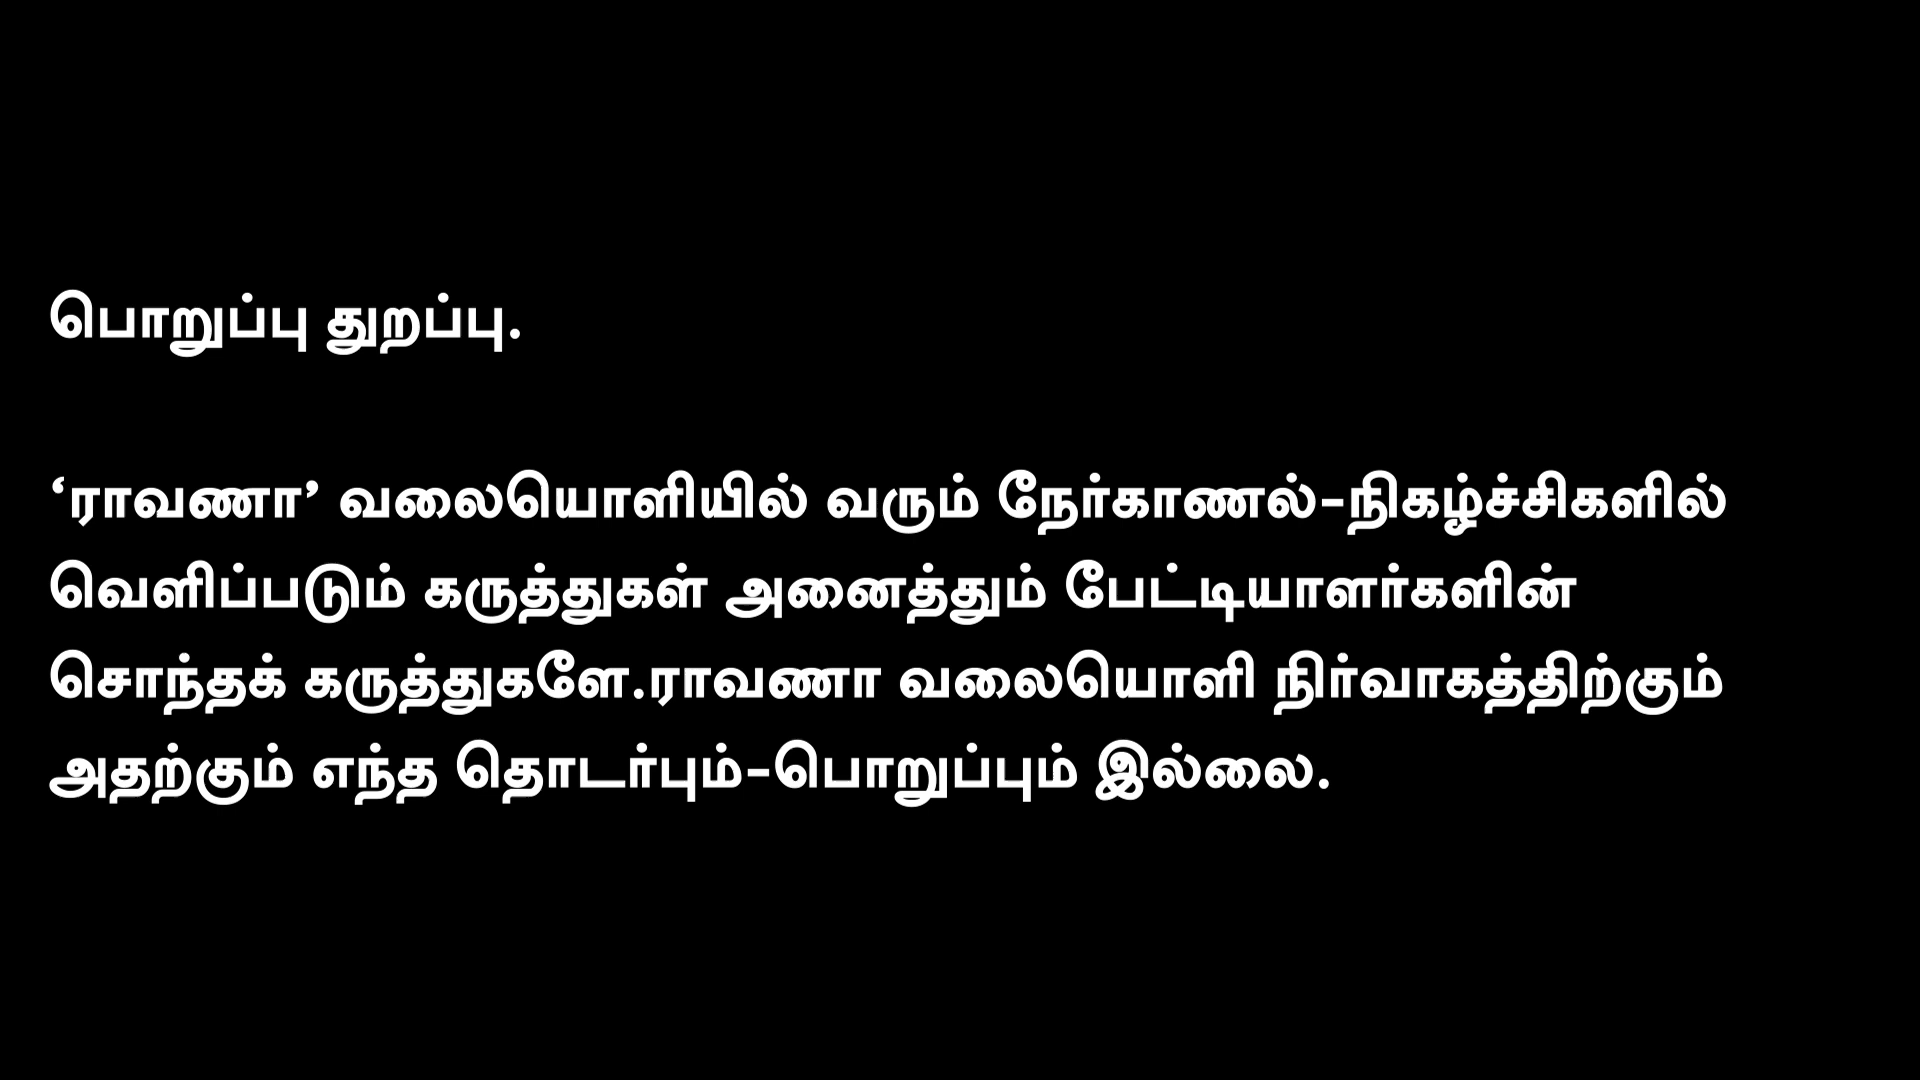 பொறுப்பு துறப்பு.
‘ராவணா’ வலையொளியில் வரும் நேர்காணல்-நிகழ்ச்சிகளில்
வெளிப்படும் கருத்துகள் அனைத்தும் பேட்டியாளர்களின்
சொந்தக் கருத்துகளே.ராவணா வலையொளி நிர்வாகத்திற்கும்
அதற்கும் எந்த தொடர்பும்-பொறுப்பும் இல்லை.